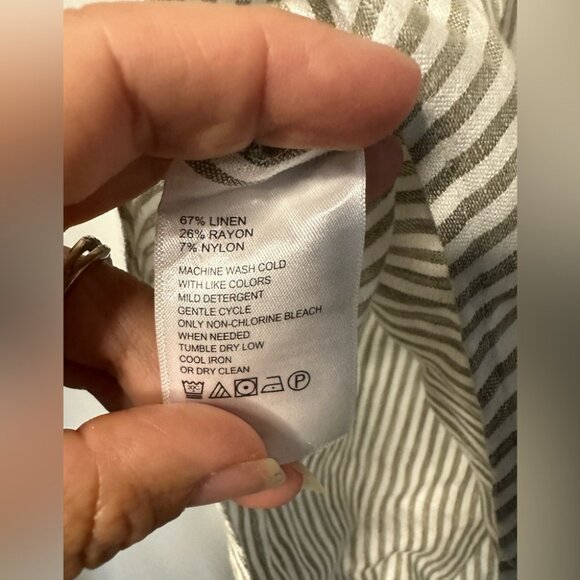 67% LINEN
26% RAYON
7% NYLON
MACHINE WASH COLD
WITH LIKE COLORS
MILD DETERGENT
GENTLE CYCLE
ONLY NON-CHLORINE BLEACH
WHEN NEEDED
TUMBLE DRY LOW
COOL IRON
OR DRY CLEAN
P